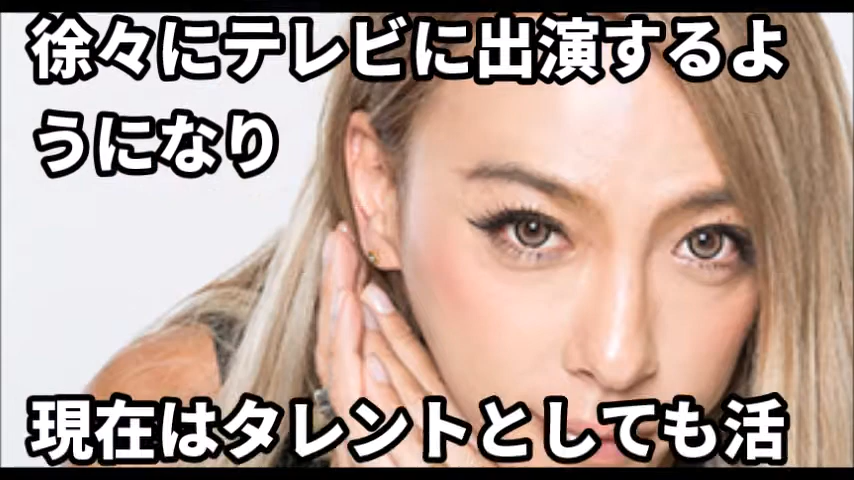 徐々にテレビに出演するよ
うになり
現在はタレントとしても活